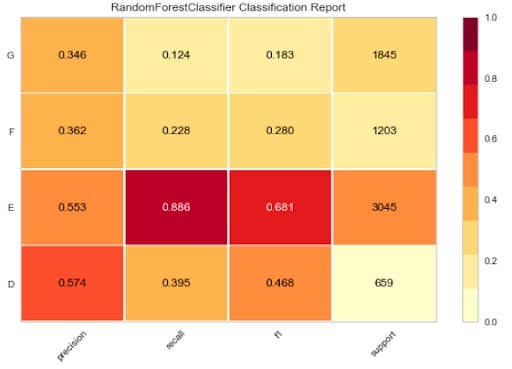 RandomForestClassifier Classification Report
G 0.346 0.124 0.183 1845
F 0.362 0.228 0.280 1203
E 0.553 0.886 0.681 3045
D 0.574 0.395 0.468 659
precision recall f1 support
1.0
0.8
0.6
0.4
0.2
0.0